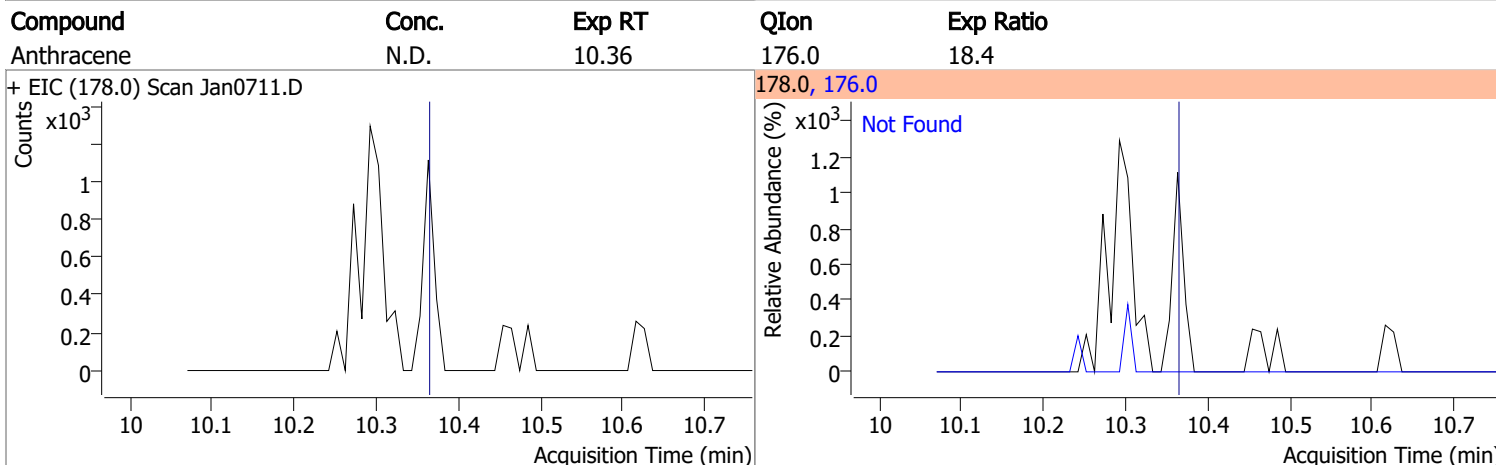 Compound Conc. Exp RT QIon Exp Ratio
Anthracene N.D. 10.36 176.0 18.4
+ EIC (178.0) Scan Jan0711.D
Counts
x10³
1
0.8
0.6
0.4
0.2
0
10 10.1 10.2 10.3 10.4 10.5 10.6 10.7
Acquisition Time (min)
178.0, 176.0
Relative Abundance (%)
x10³
Not Found
1.2
1
0.8
0.6
0.4
0.2
0
10 10.1 10.2 10.3 10.4 10.5 10.6 10.7
Acquisition Time (min)